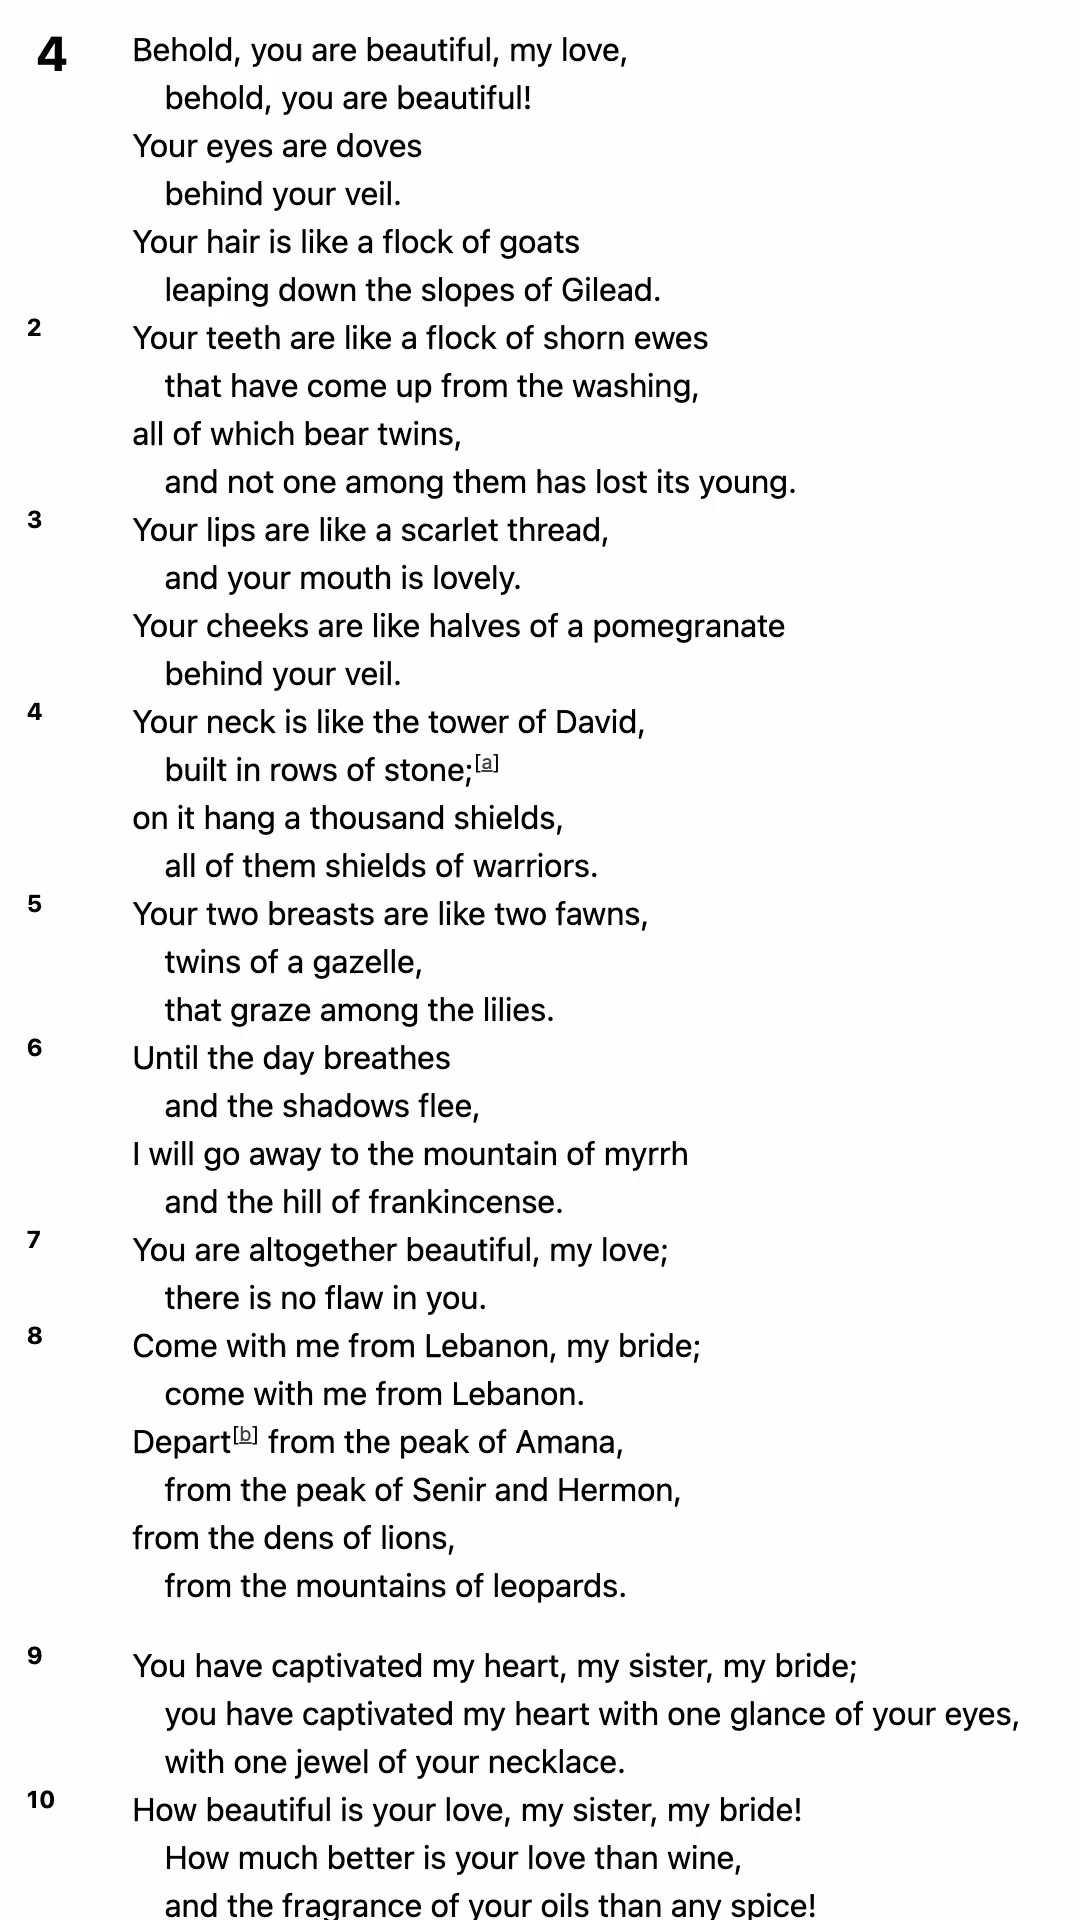 4 Behold, you are beautiful, my love,
behold, you are beautiful!
Your eyes are doves
behind your veil.
Your hair is like a flock of goats
leaping down the slopes of Gilead.
2 Your teeth are like a flock of shorn ewes
that have come up from the washing,
all of which bear twins,
and not one among them has lost its young.
3 Your lips are like a scarlet thread,
and your mouth is lovely.
Your cheeks are like halves of a pomegranate
behind your veil.
4 Your neck is like the tower of David,
built in rows of stone;[a]
on it hang a thousand shields,
all of them shields of warriors.
5 Your two breasts are like two fawns,
twins of a gazelle,
that graze among the lilies.
6 Until the day breathes
and the shadows flee,
I will go away to the mountain of myrrh
and the hill of frankincense.
7 You are altogether beautiful, my love;
there is no flaw in you.
8 Come with me from Lebanon, my bride;
come with me from Lebanon.
Depart[b] from the peak of Amana,
from the peak of Senir and Hermon,
from the dens of lions,
from the mountains of leopards.
9 You have captivated my heart, my sister, my bride;
you have captivated my heart with one glance of your eyes,
with one jewel of your necklace.
10 How beautiful is your love, my sister, my bride!
How much better is your love than wine,
and the fragrance of your oils than any spice!